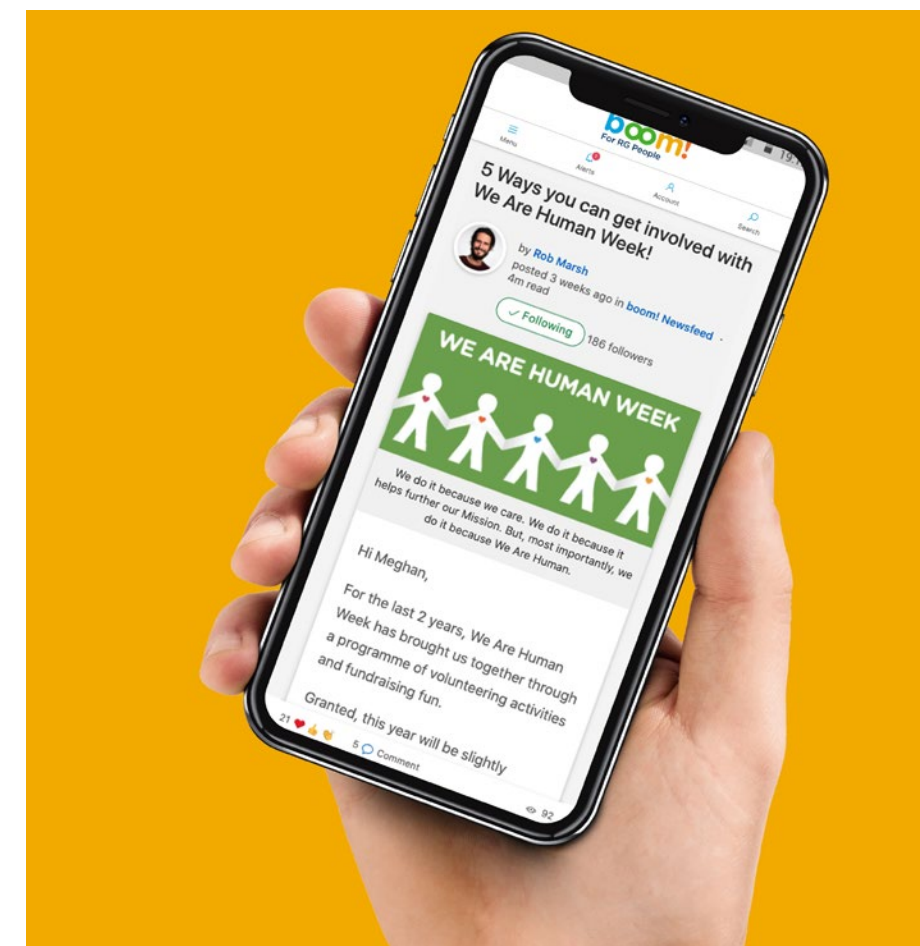 19:1
boom!
For RG People
Menu
Alerts
Account
Search
5 Ways you can get involved with
We Are Human Week!
by Rob Marsh
posted 3 weeks ago in boom! Newsfeed ·
4m read
✓ Following 186 followers
WE ARE HUMAN WEEK
We do it because we care. We do it because it
helps further our Mission. But, most importantly, we
do it because We Are Human.
Hi Meghan,
For the last 2 years, We Are Human
Week has brought us together through
a programme of volunteering activities
and fundraising fun.
Granted, this year will be slightly
21
5 Comment
92